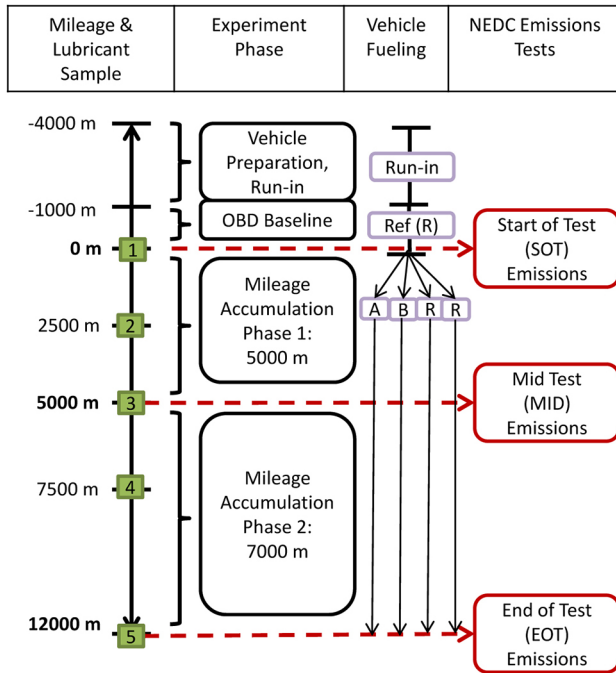 Mileage &
Lubricant
Sample
Experiment
Phase
Vehicle
Fueling
NEDC Emissions
Tests
-4000 m
-1000 m
0 m
2500 m
5000 m
7500 m
12000 m
1
2
3
4
5
Vehicle
Preparation,
Run-in
OBD Baseline
Mileage
Accumulation
Phase 1:
5000 m
Mileage
Accumulation
Phase 2:
7000 m
Run-in
Ref (R)
A B R R
Start of Test
(SOT)
Emissions
Mid Test
(MID)
Emissions
End of Test
(EOT)
Emissions